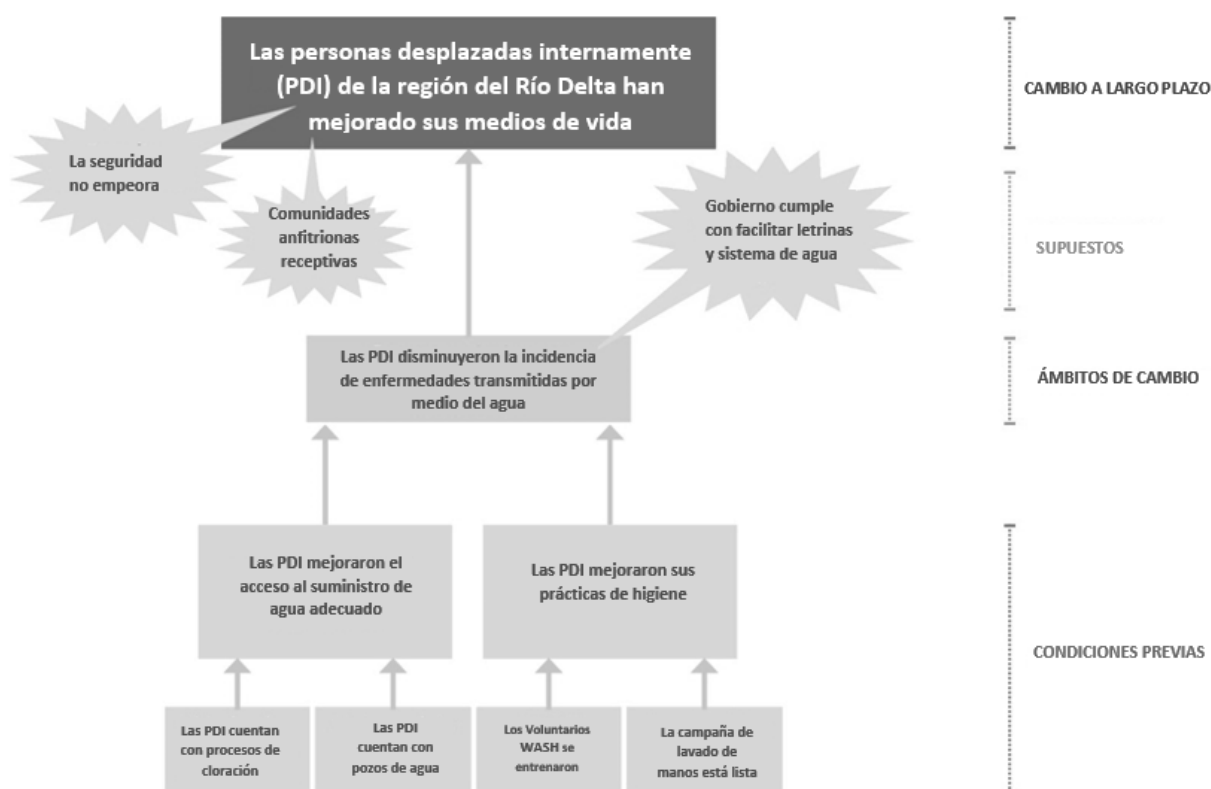 Las personas desplazadas internamente
(PDI) de la región del Río Delta han
mejorado sus medios de vida
CAMBIO A LARGO PLAZO
La seguridad
no empeora
Comunidades
anfitrionas
receptivas
Gobierno cumple
con facilitar letrinas
y sistema de agua
SUPUESTOS
Las PDI disminuyeron la incidencia
de enfermedades transmitidas por
medio del agua
ÁMBITOS DE CAMBIO
Las PDI mejoraron el
acceso al suministro de
agua adecuado
Las PDI mejoraron sus
prácticas de higiene
CONDICIONES PREVIAS
Las PDI cuentan
con procesos de
cloración
Las PDI
cuentan con
pozos de agua
Los Voluntarios
WASH se
entrenaron
La campaña de
lavado de
manos está lista